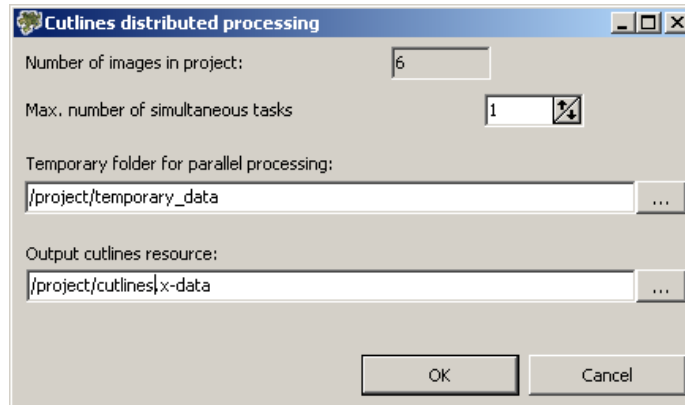 Cutlines distributed processing
Number of images in project: 6
Max. number of simultaneous tasks 1
Temporary folder for parallel processing:
/project/temporary_data ...
Output cutlines resource:
/project/cutlines.x-data ...
OK Cancel